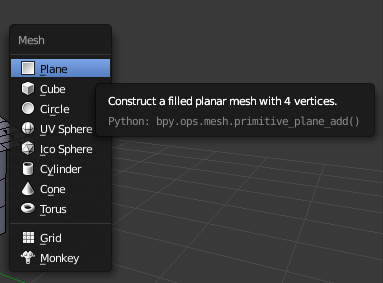 Mesh
Plane
Cube
Circle
UV Sphere
Ico Sphere
Cylinder
Cone
Torus
Grid
Monkey
Construct a filled planar mesh with 4 vertices.
Python: bpy.ops.mesh.primitive_plane_add()